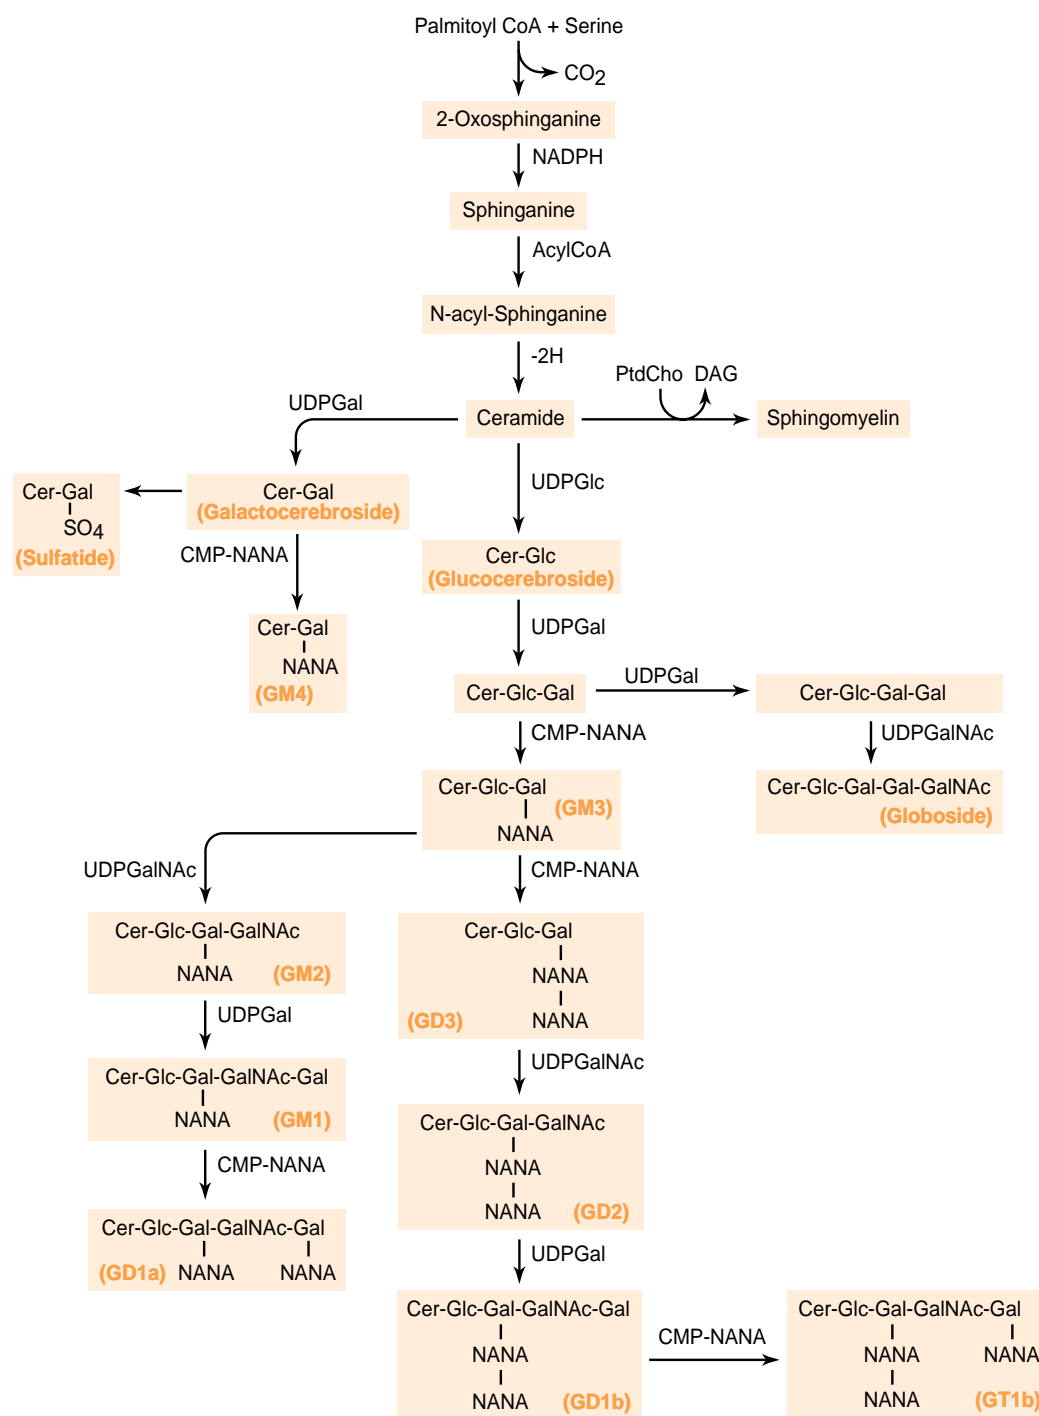 Palmitoyl CoA + Serine
CO2
2-Oxosphinganine
NADPH
Sphinganine
AcylCoA
N-acyl-Sphinganine
-2H
PtdCho DAG
UDPGal
Ceramide
Sphingomyelin
UDPGlc
Cer-Gal
SO4
(Sulfatide)
Cer-Gal
(Galactocerebroside)
CMP-NANA
Cer-Glc
(Glucocerebroside)
UDPGal
Cer-Gal
NANA
(GM4)
Cer-Glc-Gal
UDPGal
Cer-Glc-Gal-Gal
CMP-NANA
UDPGalNAc
Cer-Glc-Gal
(GM3)
NANA
Cer-Glc-Gal-Gal-GalNAc
(Globoside)
UDPGalNAc
CMP-NANA
Cer-Glc-Gal-GalNAc
NANA (GM2)
Cer-Glc-Gal
NANA
(GD3) NANA
UDPGal
UDPGalNAc
Cer-Glc-Gal-GalNAc-Gal
NANA (GM1)
Cer-Glc-Gal-GalNAc
NANA
NANA (GD2)
CMP-NANA
UDPGal
Cer-Glc-Gal-GalNAc-Gal
(GD1a) NANA NANA
Cer-Glc-Gal-GalNAc-Gal
NANA
NANA (GD1b)
CMP-NANA
Cer-Glc-Gal-GalNAc-Gal
NANA NANA
NANA (GT1b)